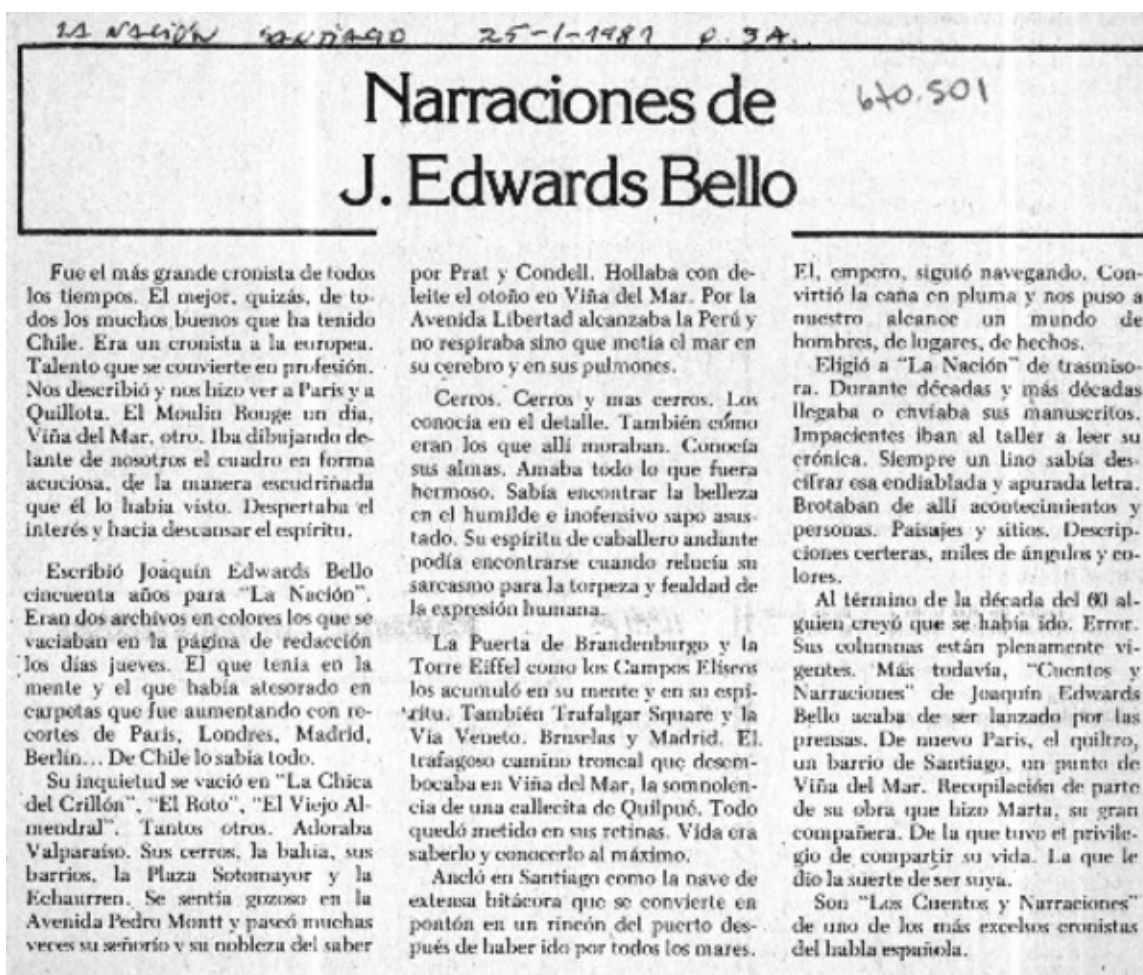 LA NACIÓN SANTIAGO 25-1-1981 p. 3A.
670.501
Narraciones de
J. Edwards Bello
Fue el más grande cronista de todos
los tiempos. El mejor, quizás, de to-
dos los muchos buenos que ha tenido
Chile. Era un cronista a la europea.
Talento que se convierte en profesión.
Nos describió y nos hizo ver a París y a
Quillota. El Moulin Rouge un día,
Viña del Mar, otro. Iba dibujando de-
lante de nosotros el cuadro en forma
acuciosa, de la manera escudriñada
que él lo había visto. Despertaba el
interés y hacía descansar el espíritu.
Escribió Joaquín Edwards Bello
cincuenta años para "La Nación".
Eran dos archivos en colores los que se
vaciaban en la página de redacción
los días jueves. El que tenía en la
mente y el que había atesorado en
carpetas que fue aumentando con re-
cortes de París, Londres, Madrid,
Berlín... De Chile lo sabía todo.
Su inquietud se vació en "La Chica
del Crillón", "El Roto", "El Viejo Al-
mendral". Tantos otros. Adoraba
Valparaíso. Sus cerros, la bahía, sus
barrios, la Plaza Sotomayor y la
Echaurren. Se sentía gozoso en la
Avenida Pedro Montt y paseó muchas
veces su señorío y su nobleza del saber
por Prat y Condell. Hollaba con de-
leite el otoño en Viña del Mar. Por la
Avenida Libertad alcanzaba la Perú y
no respiraba sino que metía el mar en
su cerebro y en sus pulmones.
Cerros. Cerros y mas cerros. Los
conocía en el detalle. También cómo
eran los que allí moraban. Conocía
sus almas. Amaba todo lo que fuera
hermoso. Sabía encontrar la belleza
en el humilde e inofensivo sapo asus-
tado. Su espíritu de caballero andante
podía encontrarse cuando relucía su
sarcasmo para la torpeza y fealdad de
la expresión humana.
La Puerta de Brandenburgo y la
Torre Eiffel como los Campos Elíseos
los acumuló en su mente y en su espí-
ritu. También Trafalgar Square y la
Vía Veneto. Bruselas y Madrid. El
trafagoso camino troncal que desem-
bocaba en Viña del Mar, la somnolen-
cia de una callecita de Quilpué. Todo
quedó metido en sus retinas. Vida era
saberlo y conocerlo al máximo.
Ancló en Santiago como la nave de
extensa bitácora que se convierte en
pontón en un rincón del puerto des-
pués de haber ido por todos los mares.
El, empero, siguió navegando. Con-
virtió la caña en pluma y nos puso a
nuestro alcance un mundo de
hombres, de lugares, de hechos.
Eligió a "La Nación" de trasmiso-
ra. Durante décadas y más décadas
llegaba o enviaba sus manuscritos.
Impacientes iban al taller a leer su
crónica. Siempre un lino sabía des-
cifrar esa endiablada y apurada letra.
Brotaban de allí acontecimientos y
personas. Paisajes y sitios. Descrip-
ciones certeras, miles de ángulos y co-
lores.
Al término de la década del 60 al-
guien creyó que se había ido. Error.
Sus columnas están plenamente vi-
gentes. Más todavía, "Cuentos y
Narraciones" de Joaquín Edwards
Bello acaba de ser lanzado por las
prensas. De nuevo París, el quiltro,
un barrio de Santiago, un punto de
Viña del Mar. Recopilación de parte
de su obra que hizo Marta, su gran
compañera. De la que tuvo el privile-
gio de compartir su vida. La que le
dio la suerte de ser suya.
Son "Los Cuentos y Narraciones"
de uno de los más excelsos cronistas
del habla española.